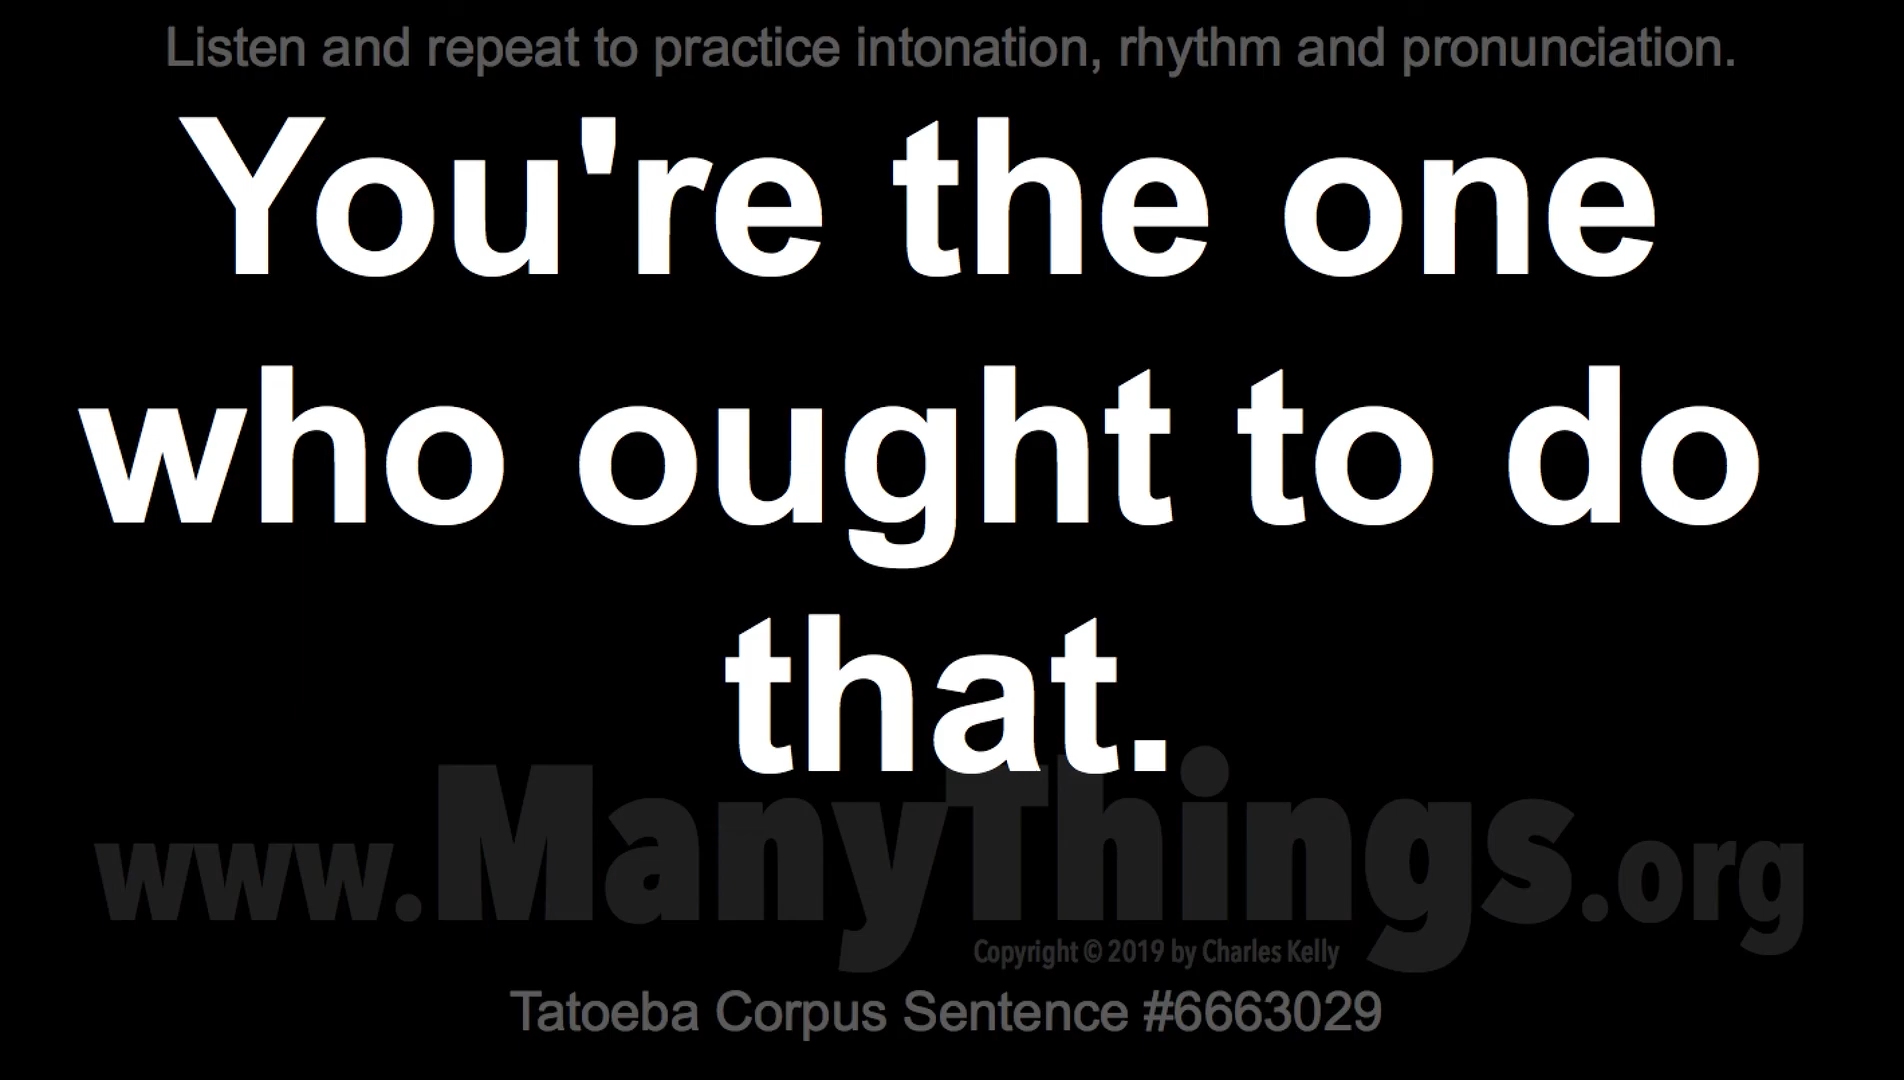 Listen and repeat to practice intonation, rhythm and pronunciation.
You're the one
who ought to do
that.
www.ManyThings.org
Copyright © 2019 by Charles Kelly
Tatoeba Corpus Sentence #6663029